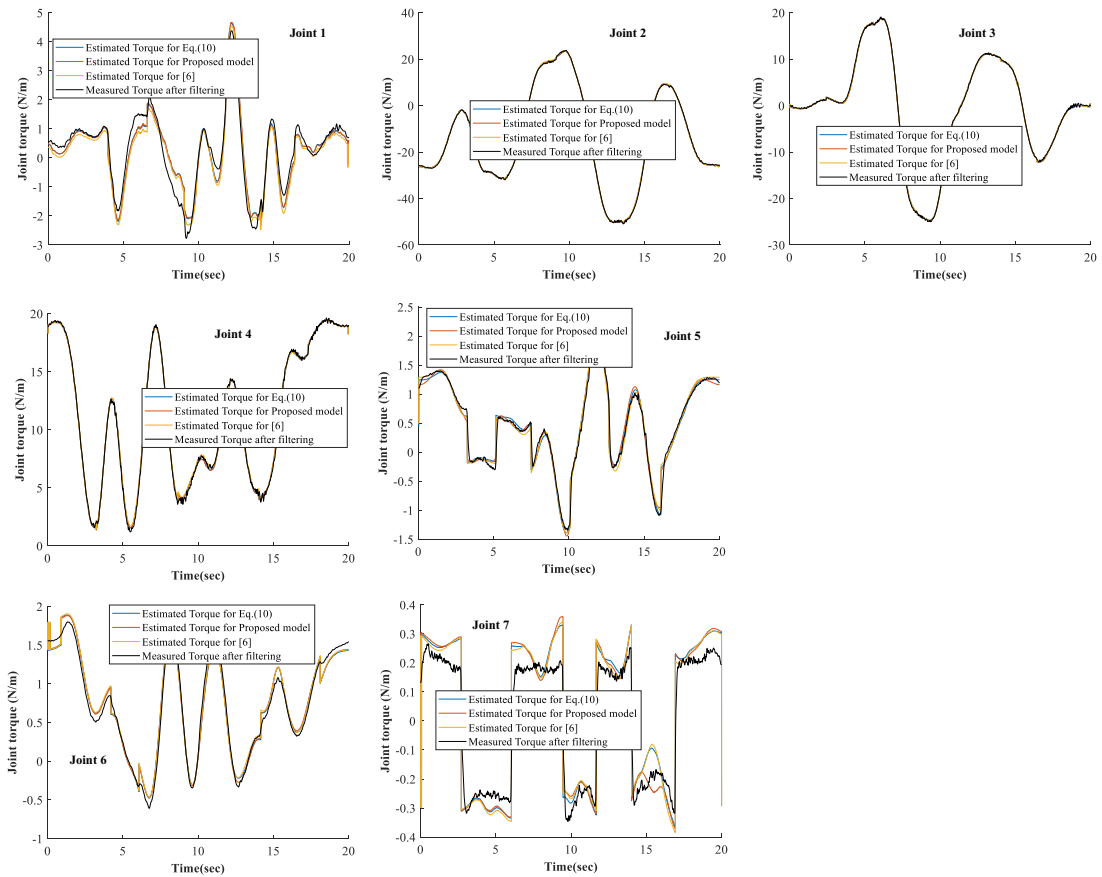 Joint 1
Estimated Torque for Eq.(10)
Estimated Torque for Proposed model
Estimated Torque for [6]
Measured Torque after filtering
Joint torque (N/m)
5
4
3
2
1
0
-1
-2
-3
0
5
10
15
20
Time(sec)
Joint 2
Estimated Torque for Eq.(10)
Estimated Torque for Proposed model
Estimated Torque for [6]
Measured Torque after filtering
Joint torque (N/m)
40
20
0
-20
-40
-60
0
5
10
15
20
Time(sec)
Joint 3
Estimated Torque for Eq.(10)
Estimated Torque for Proposed model
Estimated Torque for [6]
Measured Torque after filtering
Joint torque (N/m)
20
10
0
-10
-20
-30
0
5
10
15
20
Time(sec)
Joint 4
Estimated Torque for Eq.(10)
Estimated Torque for Proposed model
Estimated Torque for [6]
Measured Torque after filtering
Joint torque (N/m)
20
15
10
5
0
0
5
10
15
20
Time(sec)
Joint 5
Estimated Torque for Eq.(10)
Estimated Torque for Proposed model
Estimated Torque for [6]
Measured Torque after filtering
Joint torque (N/m)
2.5
2
1.5
1
0.5
0
-0.5
-1
-1.5
0
5
10
15
20
Time(sec)
Joint 6
Estimated Torque for Eq.(10)
Estimated Torque for Proposed model
Estimated Torque for [6]
Measured Torque after filtering
Joint torque (N/m)
2
1.5
1
0.5
0
-0.5
-1
0
5
10
15
20
Time(sec)
Joint 7
Estimated Torque for Eq.(10)
Estimated Torque for Proposed model
Estimated Torque for [6]
Measured Torque after filtering
Joint torque (N/m)
0.4
0.3
0.2
0.1
0
-0.1
-0.2
-0.3
-0.4
0
5
10
15
20
Time(sec)